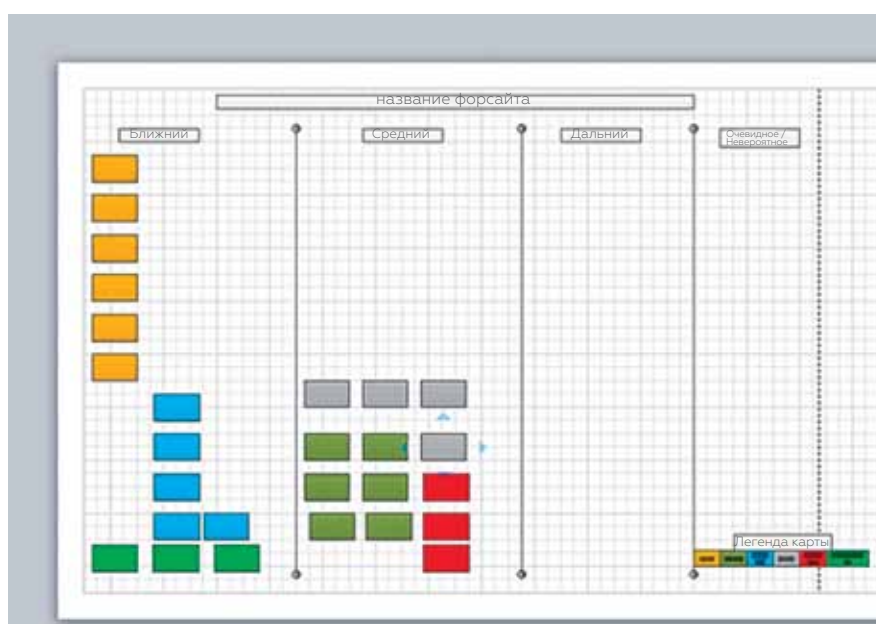 название форсайта
Ближний
Средний
Дальний
Очевидное /
Невероятное
Легенда карты